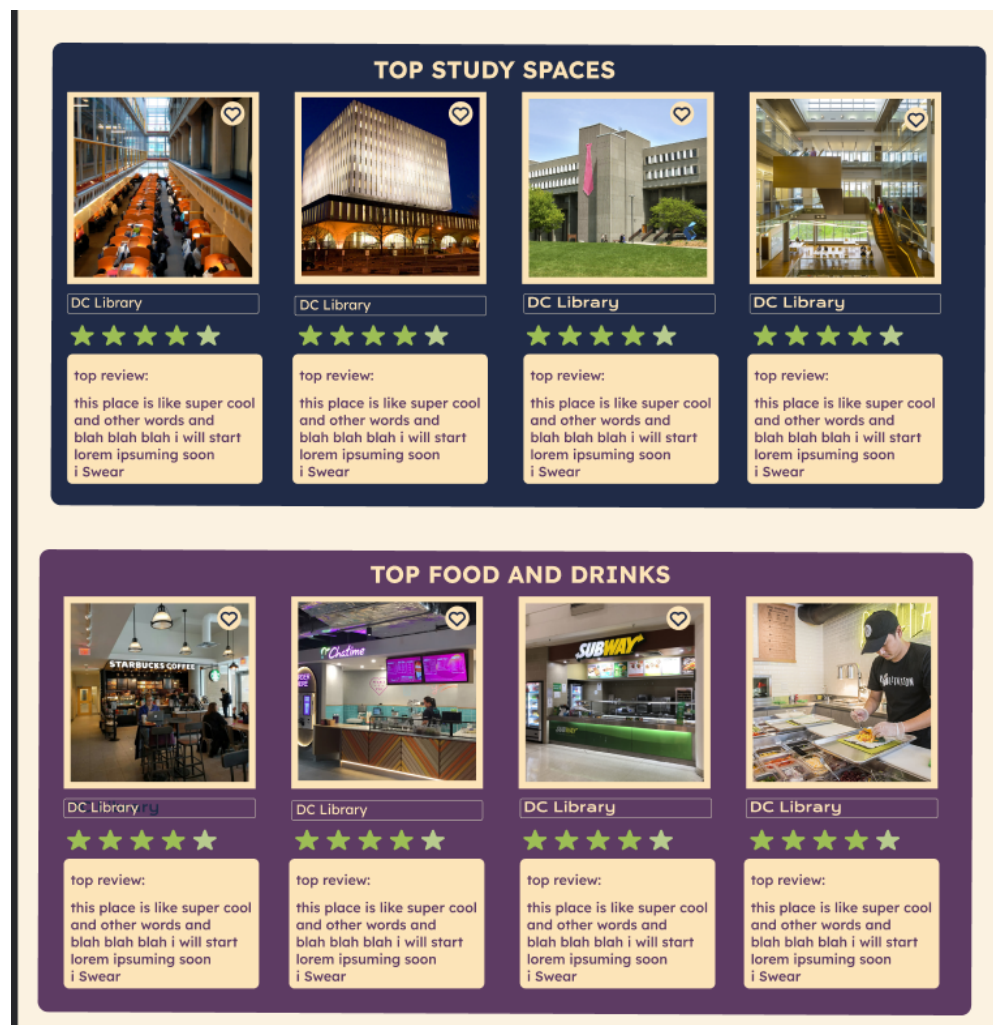 TOP STUDY SPACES
DC Library
DC Library
DC Library
DC Library
top review:
this place is like super cool
and other words and
blah blah blah i will start
lorem ipsuming soon
i Swear
top review:
this place is like super cool
and other words and
blah blah blah i will start
lorem ipsuming soon
i Swear
top review:
this place is like super cool
and other words and
blah blah blah i will start
lorem ipsuming soon
i Swear
top review:
this place is like super cool
and other words and
blah blah blah i will start
lorem ipsuming soon
i Swear
TOP FOOD AND DRINKS
STARBUCKS COFFEE
Chatime
SUBWAY
SUBWAY
DC Library
DC Library
DC Library
DC Library
top review:
this place is like super cool
and other words and
blah blah blah i will start
lorem ipsuming soon
i Swear
top review:
this place is like super cool
and other words and
blah blah blah i will start
lorem ipsuming soon
i Swear
top review:
this place is like super cool
and other words and
blah blah blah i will start
lorem ipsuming soon
i Swear
top review:
this place is like super cool
and other words and
blah blah blah i will start
lorem ipsuming soon
i Swear